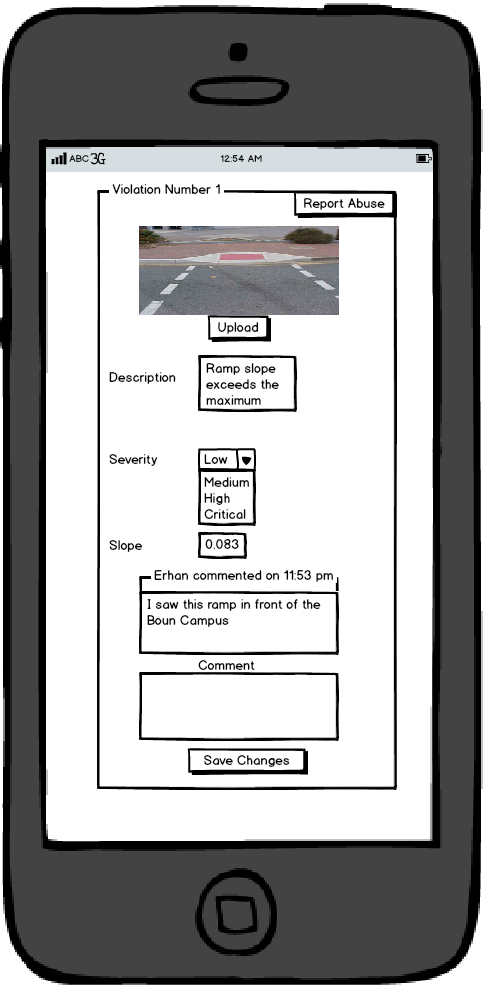 ABC 3G 12:54 AM
Violation Number 1
Report Abuse
Upload
Description
Ramp slope
exceeds the
maximum
Severity
Low
Medium
High
Critical
Slope
0.083
Erhan commented on 11:53 pm
I saw this ramp in front of the
Boun Campus
Comment
Save Changes